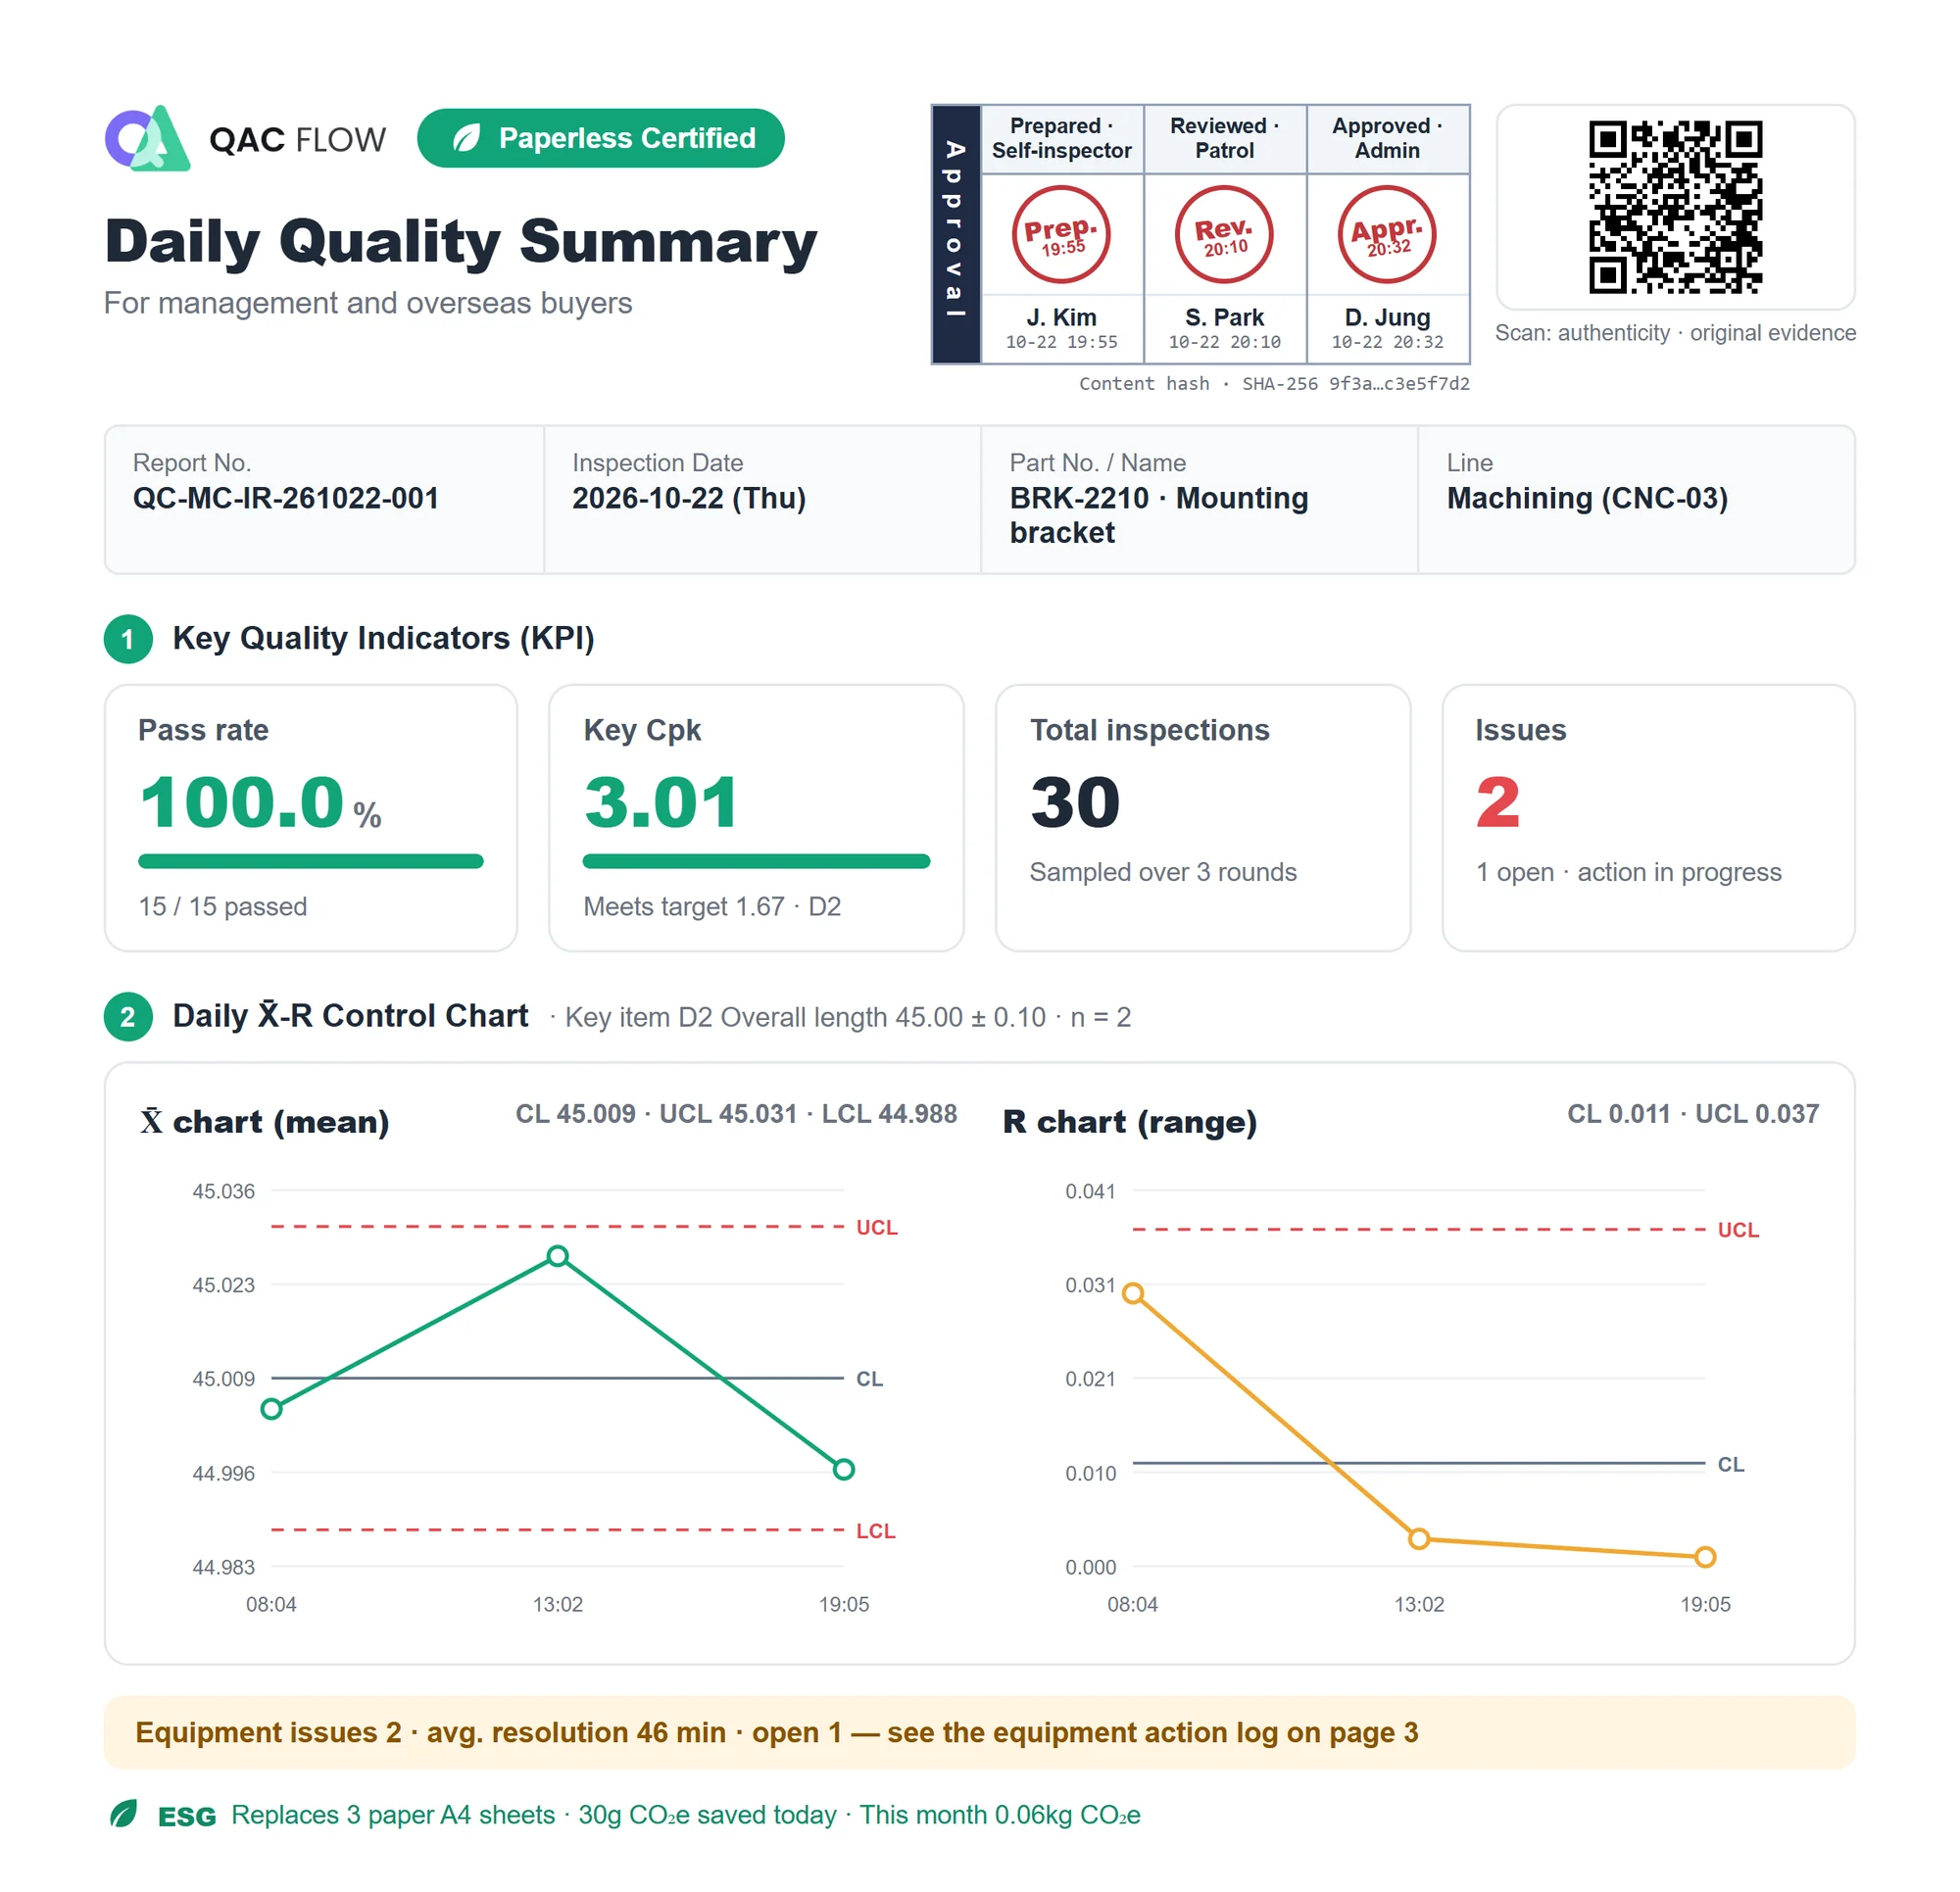 QAC FLOW
Paperless Certified
Daily Quality Summary
For management and overseas buyers
Approval
Prepared ·
Self-inspector
Reviewed ·
Patrol
Approved ·
Admin
Prep.
19:55
Rev.
20:10
Appr.
20:32
J. Kim
10-22 19:55
S. Park
10-22 20:10
D. Jung
10-22 20:32
Content hash · SHA-256 9f3a…c3e5f7d2
Scan: authenticity · original evidence
Report No.
QC-MC-IR-261022-001
Inspection Date
2026-10-22 (Thu)
Part No. / Name
BRK-2210 · Mounting
bracket
Line
Machining (CNC-03)
1 Key Quality Indicators (KPI)
Pass rate
100.0 %
15 / 15 passed
Key Cpk
3.01
Meets target 1.67 · D2
Total inspections
30
Sampled over 3 rounds
Issues
2
1 open · action in progress
2 Daily X̄-R Control Chart · Key item D2 Overall length 45.00 ± 0.10 · n = 2
X̄ chart (mean)
CL 45.009 · UCL 45.031 · LCL 44.988
45.036
UCL
45.023
45.009
CL
44.996
LCL
44.983
08:04 13:02 19:05
R chart (range)
CL 0.011 · UCL 0.037
0.041
UCL
0.031
0.021
CL
0.010
0.000
08:04 13:02 19:05
Equipment issues 2 · avg. resolution 46 min · open 1 — see the equipment action log on page 3
ESG Replaces 3 paper A4 sheets · 30g CO₂e saved today · This month 0.06kg CO₂e